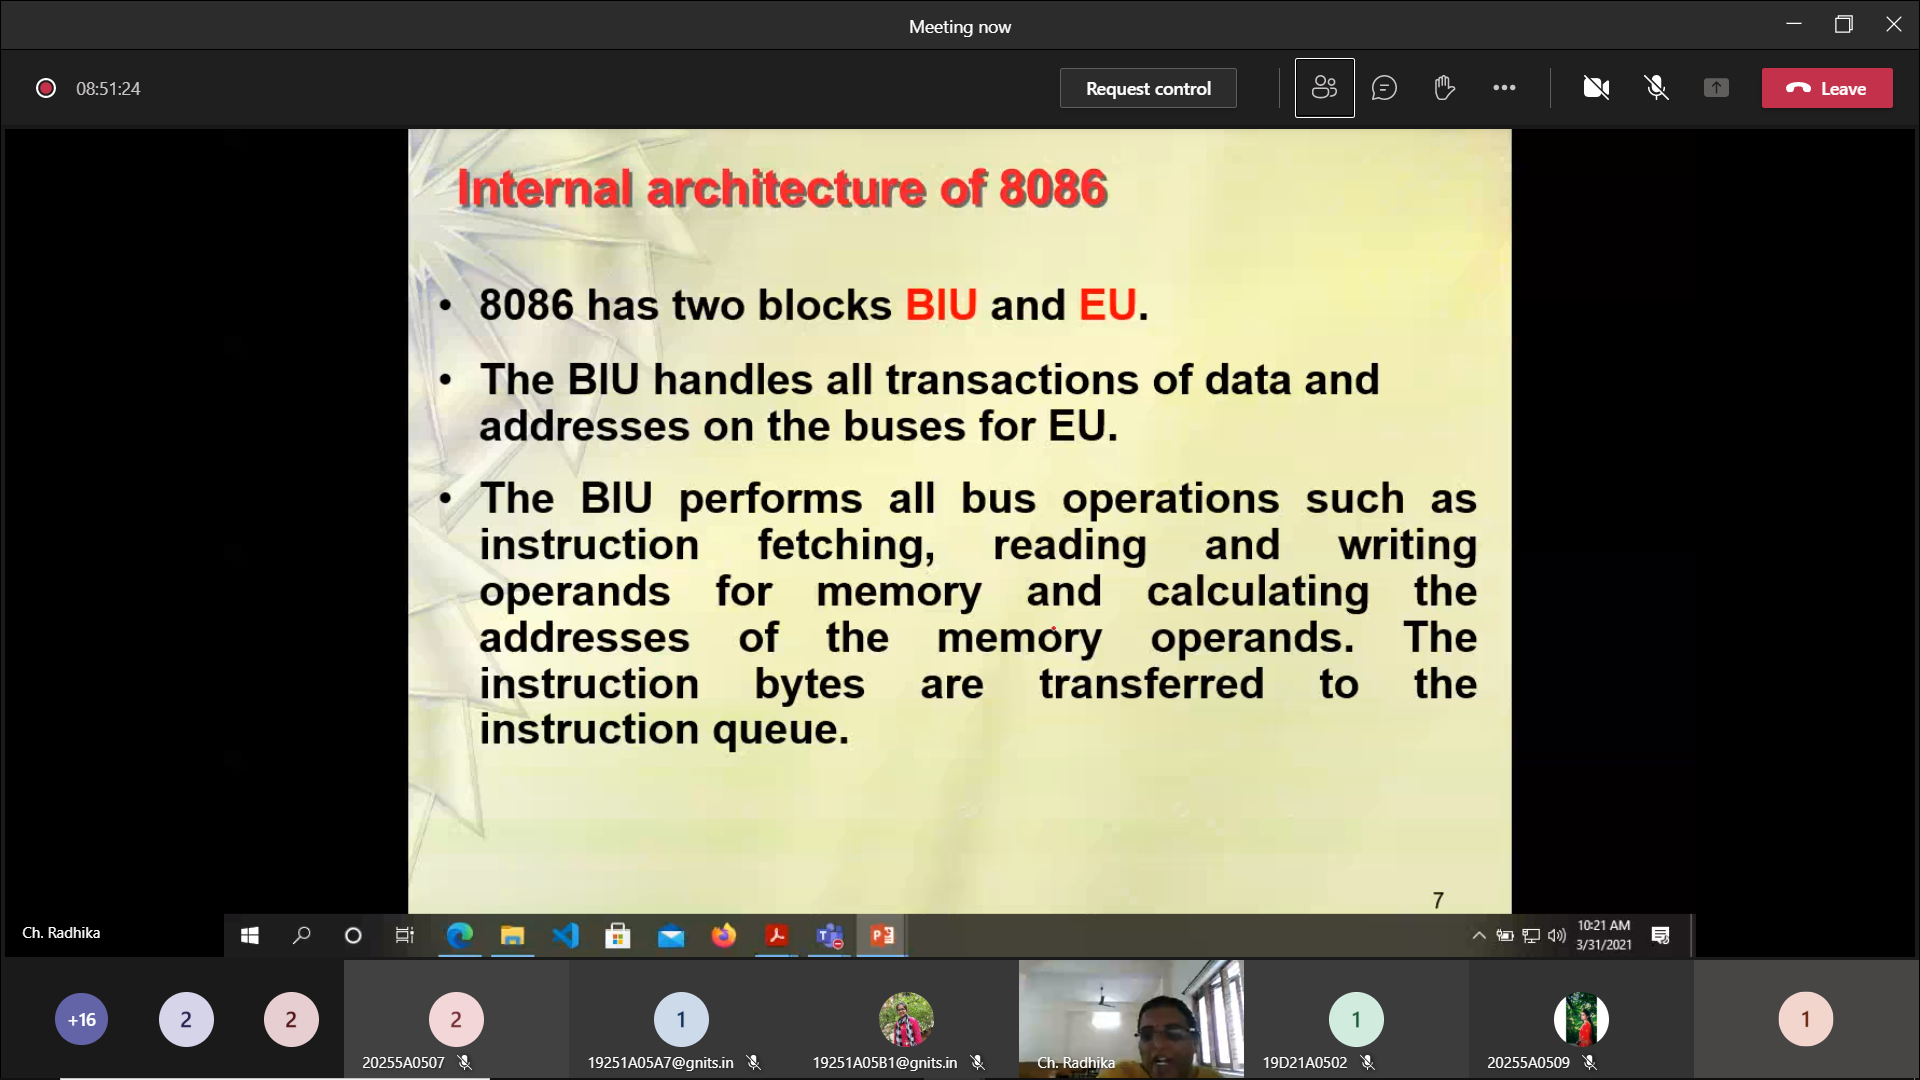 Meeting now
08:51:24
Request control
Leave
Internal architecture of 8086
• 8086 has two blocks BIU and EU.
• The BIU handles all transactions of data and
addresses on the buses for EU.
• The BIU performs all bus operations such as
instruction fetching, reading and writing
operands for memory and calculating the
addresses of the memory operands. The
instruction bytes are transferred to the
instruction queue.
7
Ch. Radhika
10:21 AM
3/31/2021
+16
2
2
2
1
1
1
20255A0507
19251A05A7@gnits.in
19251A05B1@gnits.in
Ch. Radhika
19D21A0502
20255A0509